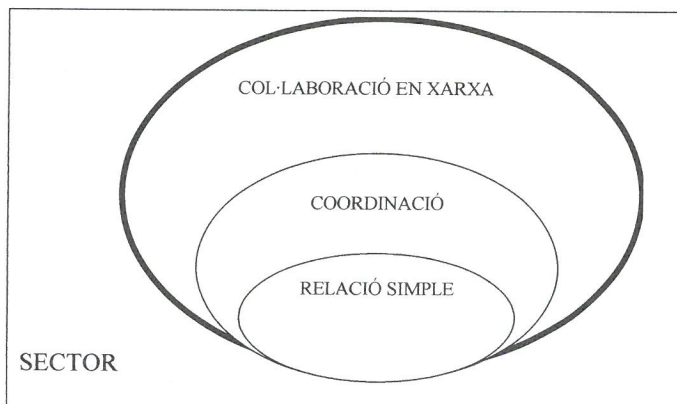 COL·LABORACIÓ EN XARXA
COORDINACIÓ
RELACIÓ SIMPLE
SECTOR